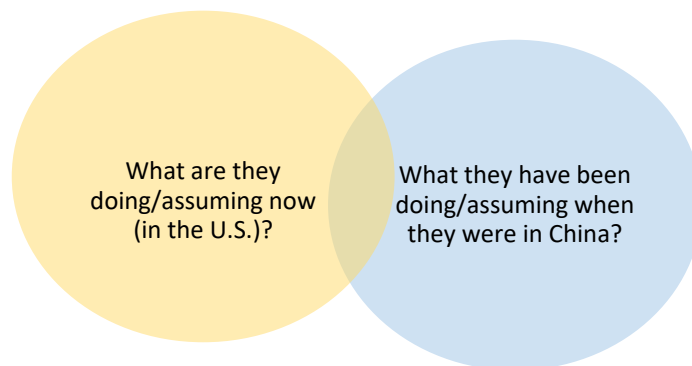 What are they
doing/assuming now
(in the U.S.)?
What they have been
doing/assuming when
they were in China?